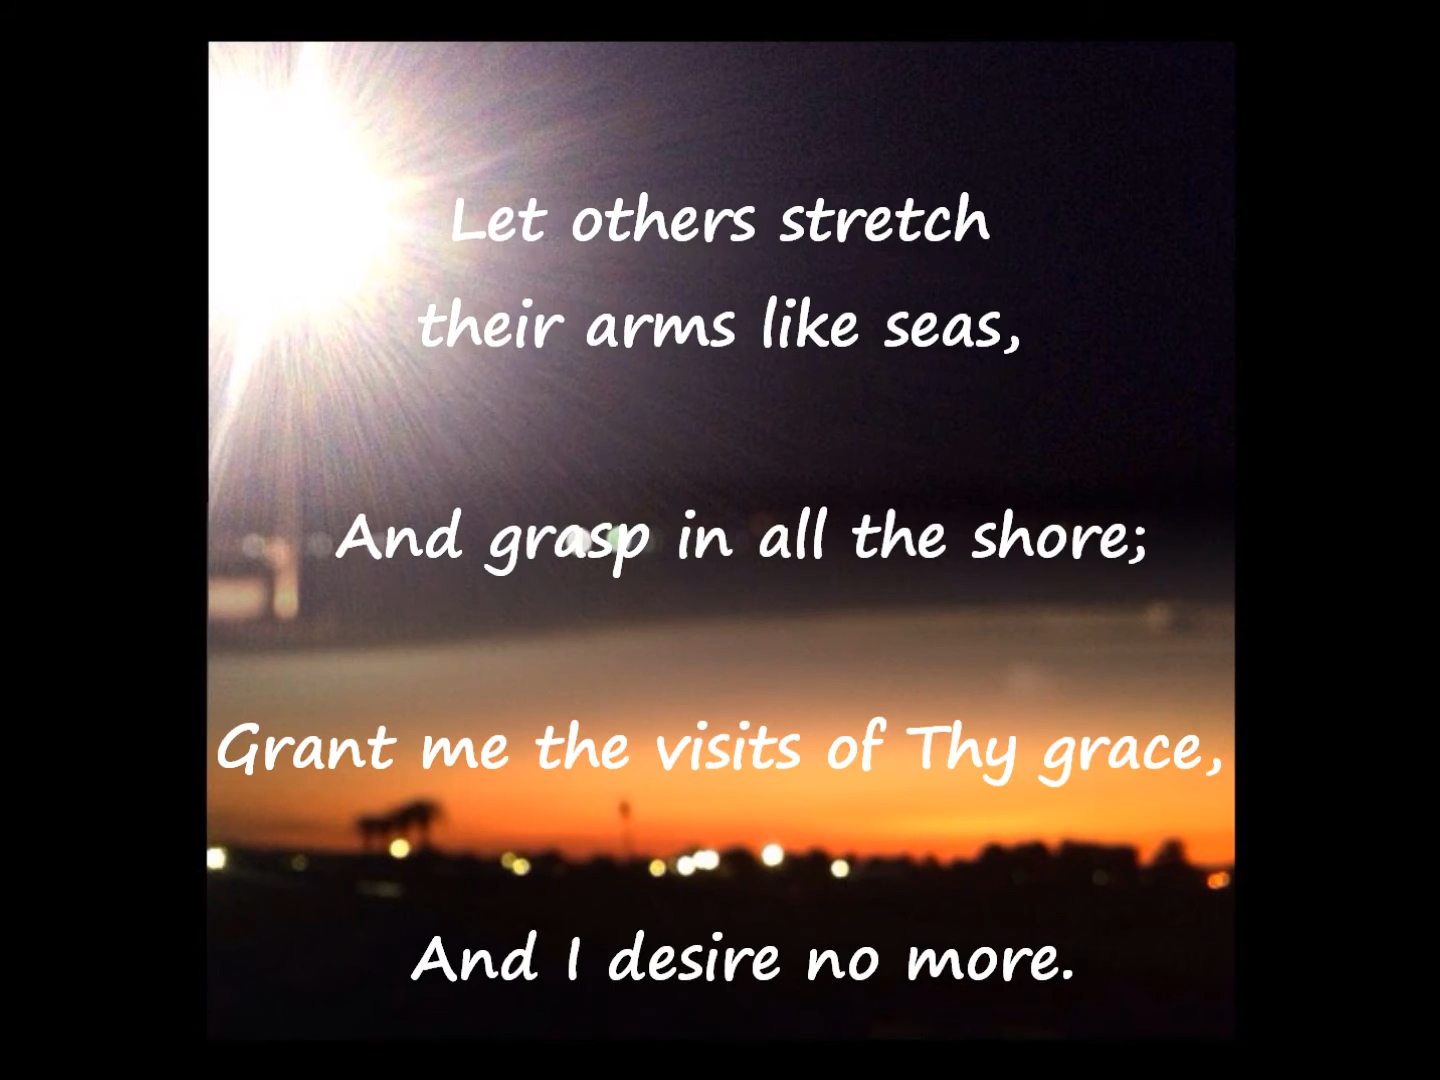 Let others stretch
their arms like seas,
And grasp in all the shore;
Grant me the visits of Thy grace,
And I desire no more.